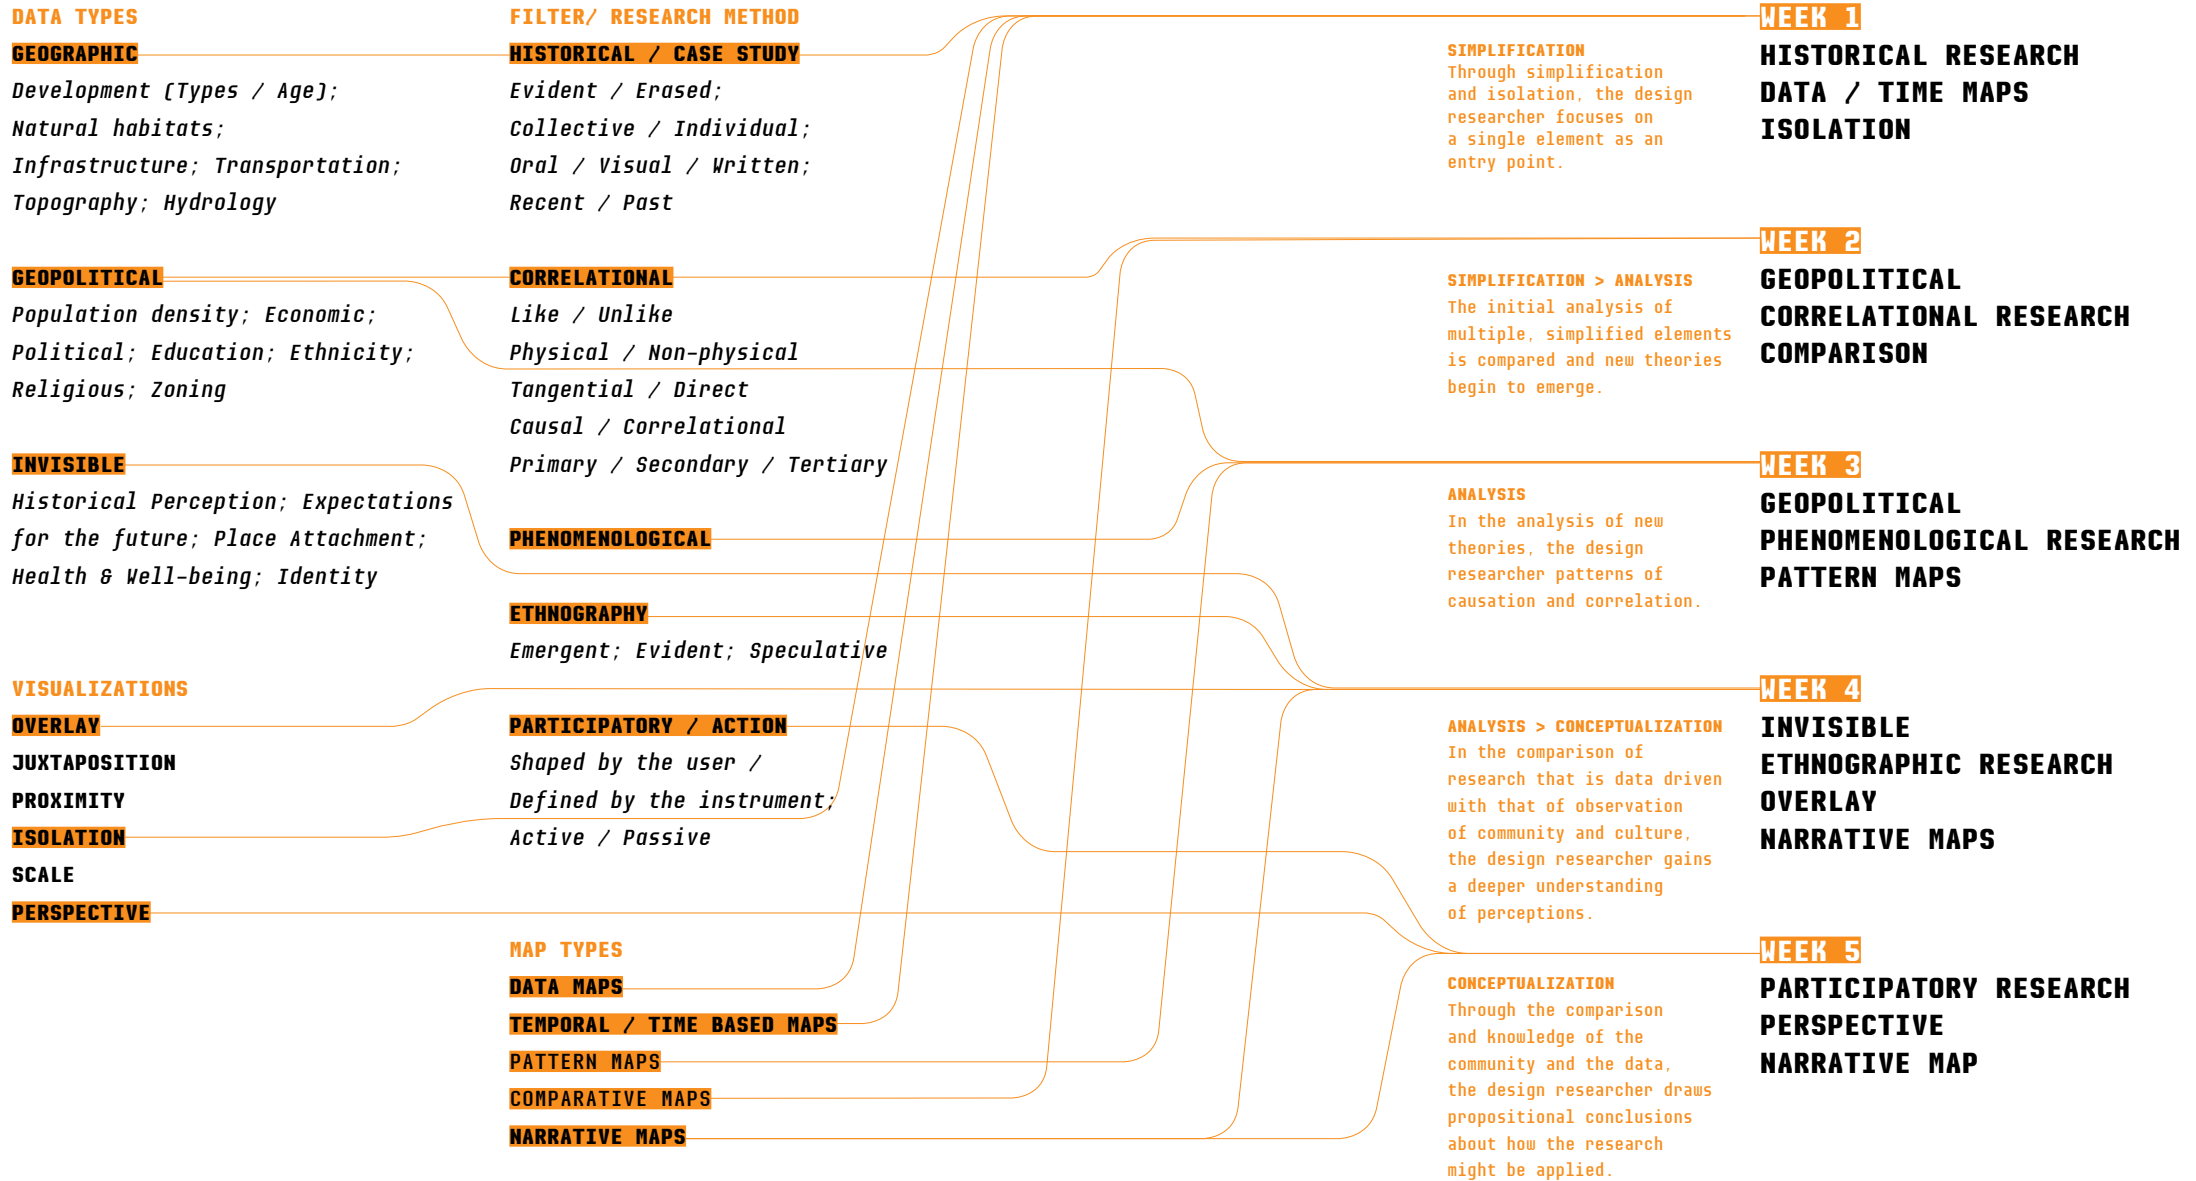 DATA TYPES
GEOGRAPHIC
Development (Types / Age);
Natural habitats;
Infrastructure; Transportation;
Topography; Hydrology
GEOPOLITICAL
Population density; Economic;
Political; Education; Ethnicity;
Religious; Zoning
INVISIBLE
Historical Perception; Expectations
for the future; Place Attachment;
Health & Well-being; Identity
VISUALIZATIONS
OVERLAY
JUXTAPOSITION
PROXIMITY
ISOLATION
SCALE
PERSPECTIVE
FILTER/ RESEARCH METHOD
HISTORICAL / CASE STUDY
Evident / Erased;
Collective / Individual;
Oral / Visual / Written;
Recent / Past
CORRELATIONAL
Like / Unlike
Physical / Non-physical
Tangential / Direct
Causal / Correlational
Primary / Secondary / Tertiary
PHENOMENOLOGICAL
ETHNOGRAPHY
Emergent; Evident; Speculative
PARTICIPATORY / ACTION
Shaped by the user /
Defined by the instrument;
Active / Passive
MAP TYPES
DATA MAPS
TEMPORAL / TIME BASED MAPS
PATTERN MAPS
COMPARATIVE MAPS
NARRATIVE MAPS
SIMPLIFICATION
Through simplification
and isolation, the design
researcher focuses on
a single element as an
entry point.
SIMPLIFICATION > ANALYSIS
The initial analysis of
multiple, simplified elements
is compared and new theories
begin to emerge.
ANALYSIS
In the analysis of new
theories, the design
researcher patterns of
causation and correlation.
ANALYSIS > CONCEPTUALIZATION
In the comparison of
research that is data driven
with that of observation
of community and culture,
the design researcher gains
a deeper understanding
of perceptions.
CONCEPTUALIZATION
Through the comparison
and knowledge of the
community and the data,
the design researcher draws
propositional conclusions
about how the research
might be applied.
WEEK 1
HISTORICAL RESEARCH
DATA / TIME MAPS
ISOLATION
WEEK 2
GEOPOLITICAL
CORRELATIONAL RESEARCH
COMPARISON
WEEK 3
GEOPOLITICAL
PHENOMENOLOGICAL RESEARCH
PATTERN MAPS
WEEK 4
INVISIBLE
ETHNOGRAPHIC RESEARCH
OVERLAY
NARRATIVE MAPS
WEEK 5
PARTICIPATORY RESEARCH
PERSPECTIVE
NARRATIVE MAP